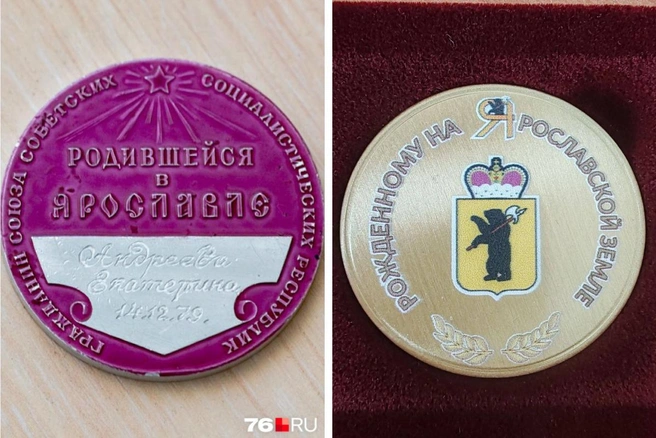 ГРАЖДАНИН СОЮЗА СОВЕТСКИХ СОЦИАЛИСТИЧЕСКИХ РЕСПУБЛИК
РОДИВШЕЙСЯ
В
ЯРОСЛАВЛЕ
Андреева
Екатерина
14.12.79.
76.RU
РОЖДЕННОМУ НА ЯРОСЛАВСКОЙ ЗЕМЛЕ